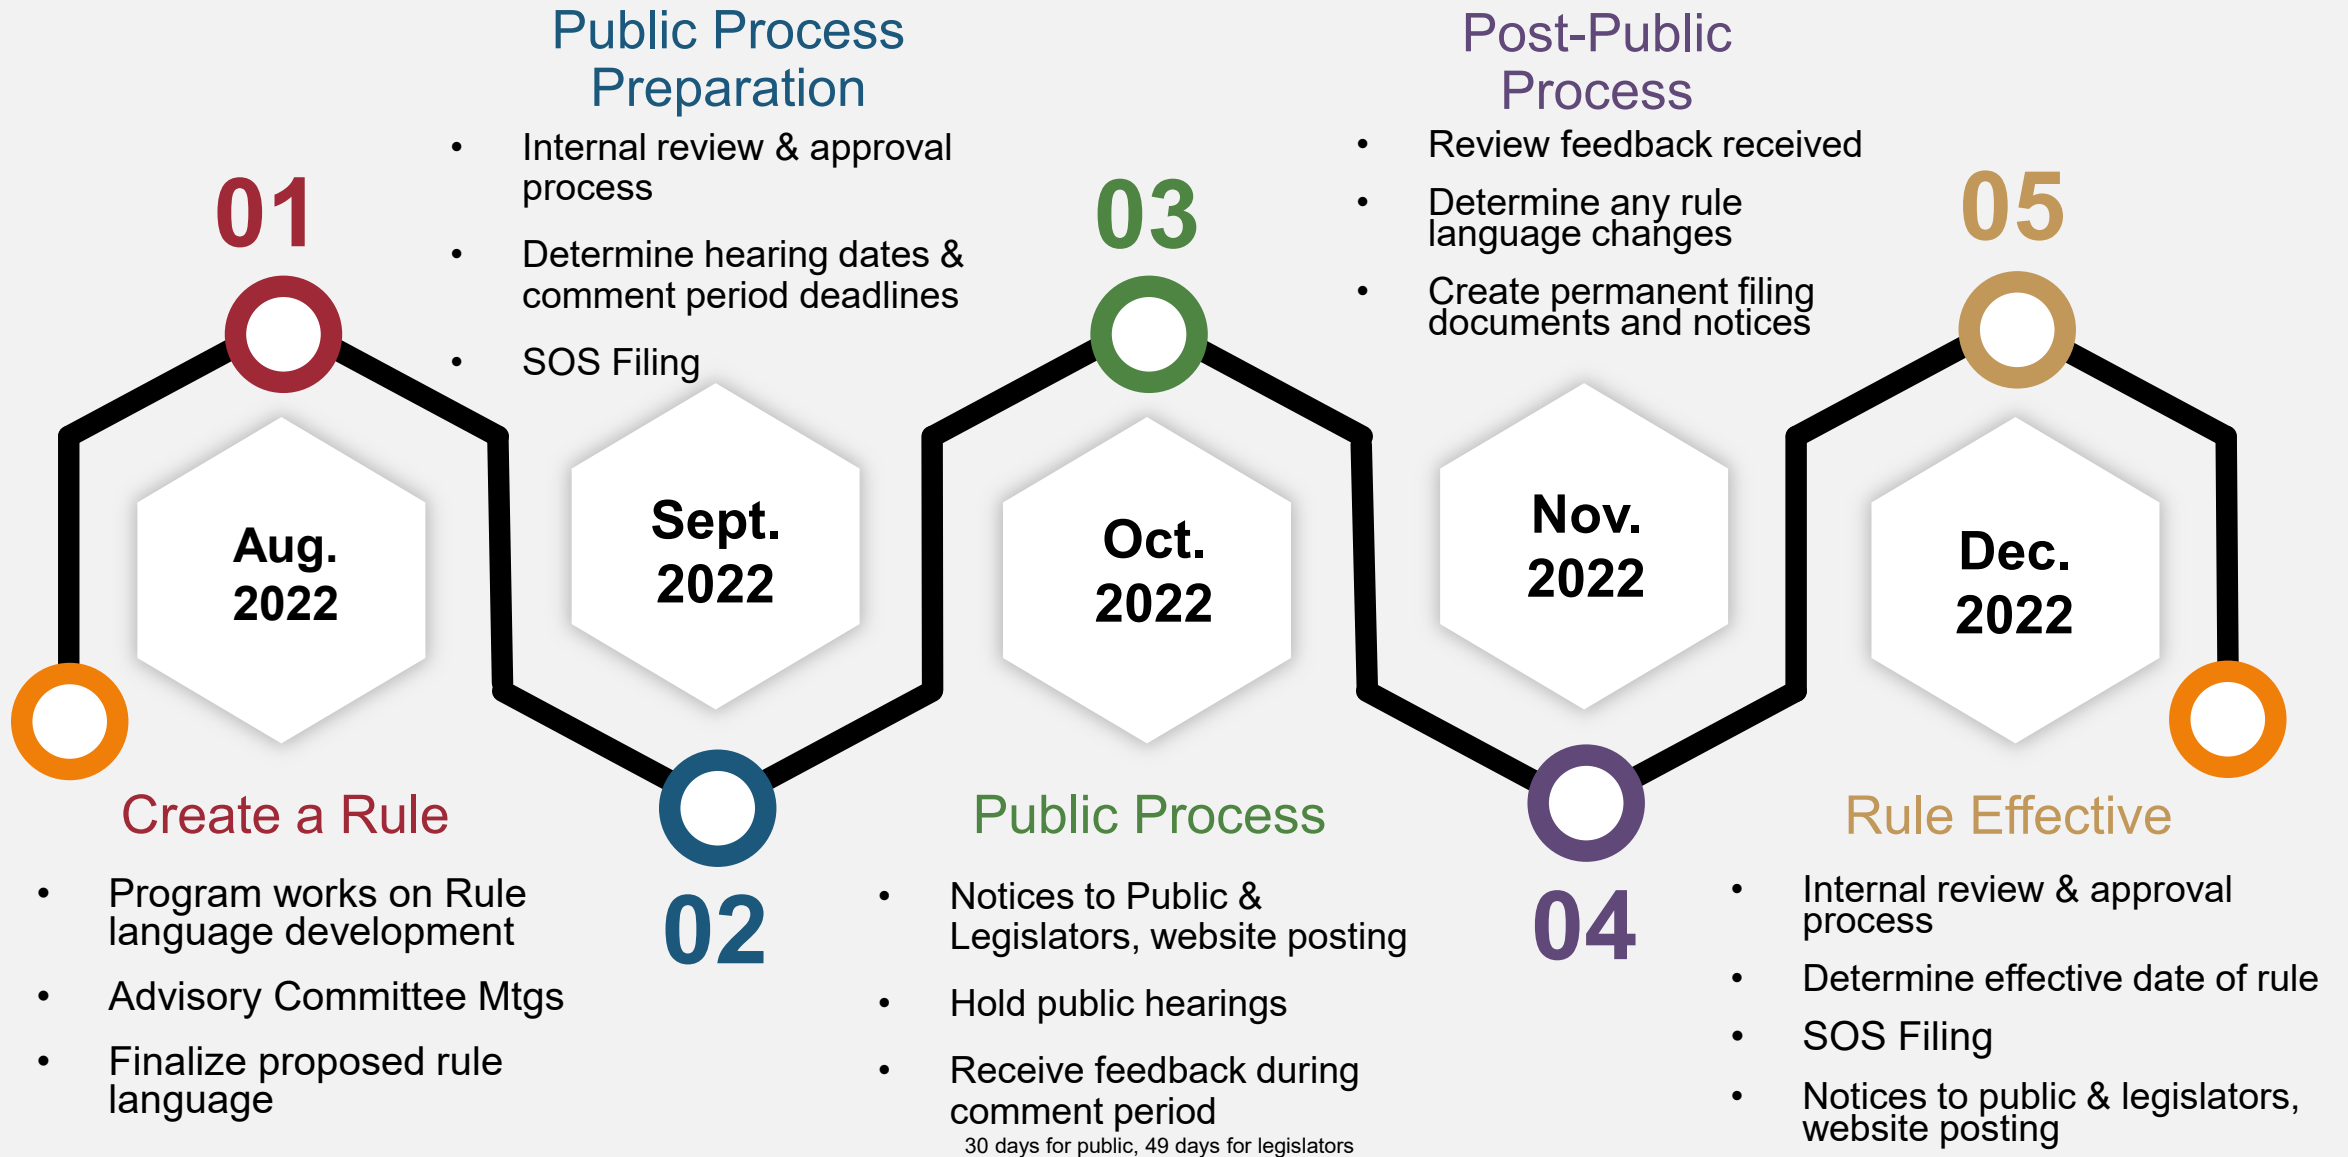 01
Aug.
2022
Create a Rule
• Program works on Rule
language development
• Advisory Committee Mtgs
• Finalize proposed rule
language
Public Process
Preparation
• Internal review & approval
process
• Determine hearing dates &
comment period deadlines
• SOS Filing
Sept.
2022
02
03
Oct.
2022
Public Process
• Notices to Public &
Legislators, website posting
• Hold public hearings
• Receive feedback during
comment period
30 days for public, 49 days for legislators
Post-Public
Process
• Review feedback received
• Determine any rule
language changes
• Create permanent filing
documents and notices
Nov.
2022
04
05
Dec.
2022
Rule Effective
• Internal review & approval
process
• Determine effective date of rule
• SOS Filing
• Notices to public & legislators,
website posting